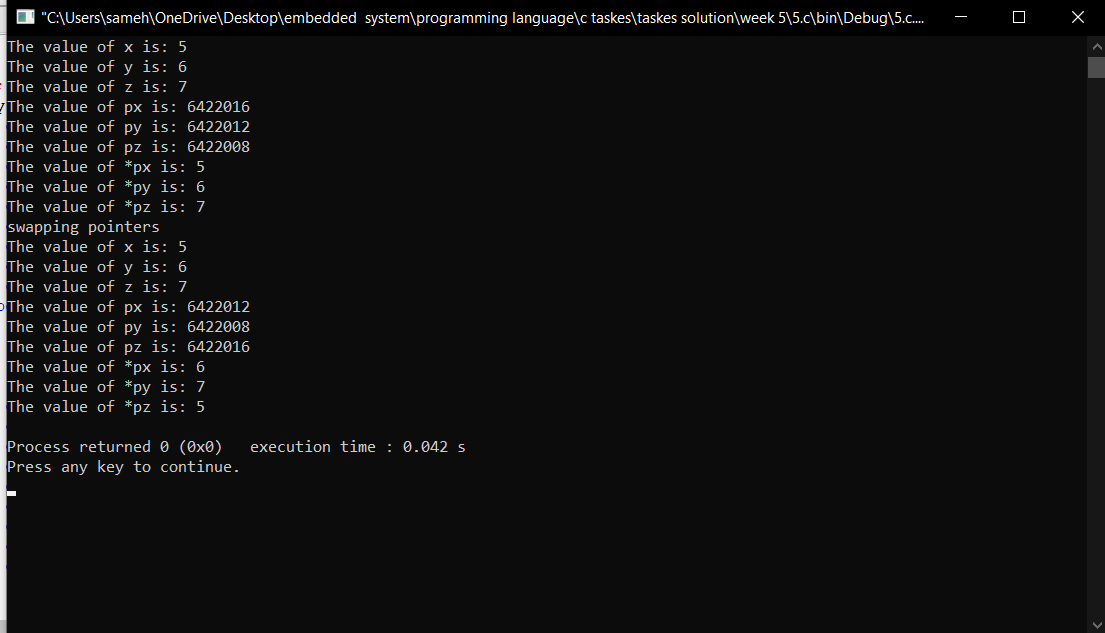 "C:\Users\sameh\OneDrive\Desktop\embedded  system\programming language\c taskes\taskes solution\week 5\5.c\bin\Debug\5.c....
The value of x is: 5
The value of y is: 6
The value of z is: 7
The value of px is: 6422016
The value of py is: 6422012
The value of pz is: 6422008
The value of *px is: 5
The value of *py is: 6
The value of *pz is: 7
swapping pointers
The value of x is: 5
The value of y is: 6
The value of z is: 7
The value of px is: 6422012
The value of py is: 6422008
The value of pz is: 6422016
The value of *px is: 6
The value of *py is: 7
The value of *pz is: 5
Process returned 0 (0x0)   execution time : 0.042 s
Press any key to continue.